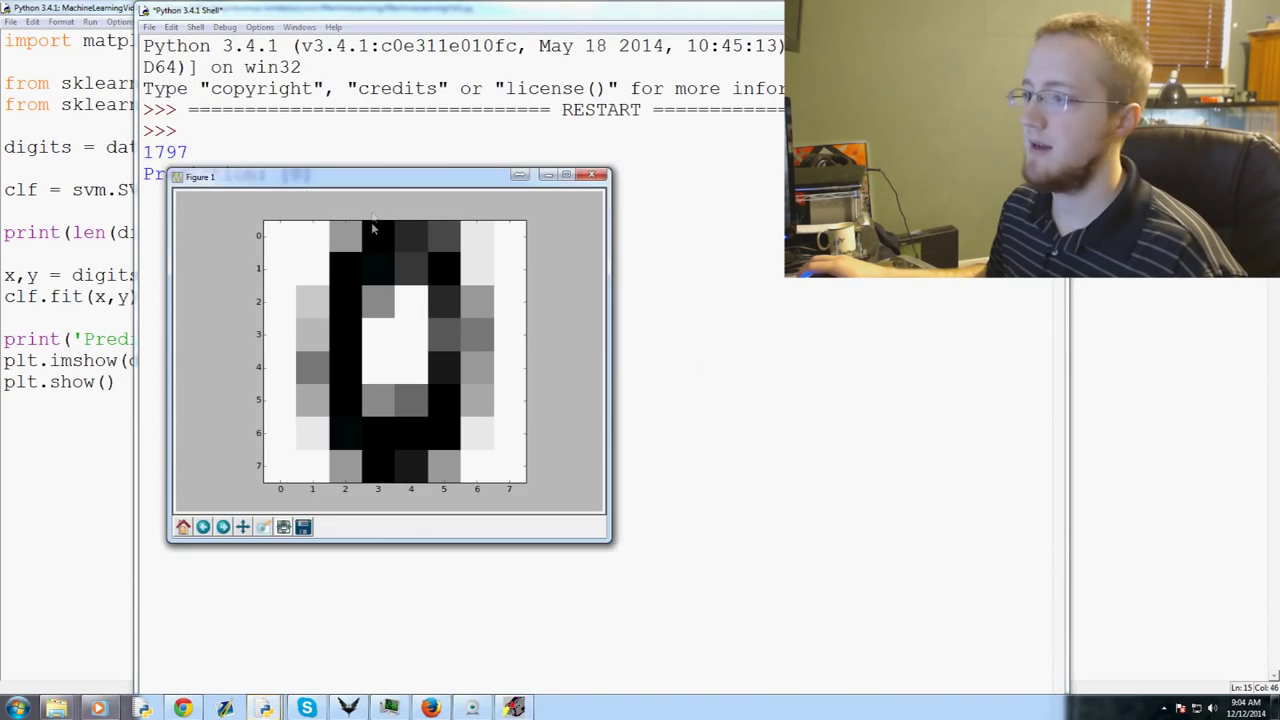 Python 3.4.1: MachineLearningVid
File Edit Format Run Options
import matpl
from sklearn
from sklearn
digits = dat
clf = svm.SV
print(len(di
x,y = digits
clf.fit(x,y)
print('Predi
plt.imshow(d
plt.show()
*Python 3.4.1 Shell*
File Edit Shell Debug Options Windows Help
Python 3.4.1 (v3.4.1:c0e311e010fc, May 18 2014, 10:45:13)
D64)] on win32
Type "copyright", "credits" or "license()" for more infor
>>> ================================ RESTART ===========
>>>
1797
Figure 1
0
1
2
3
4
5
6
7
0 1 2 3 4 5 6 7
Ln: 15 Col: 46
9:04 AM
12/12/2014